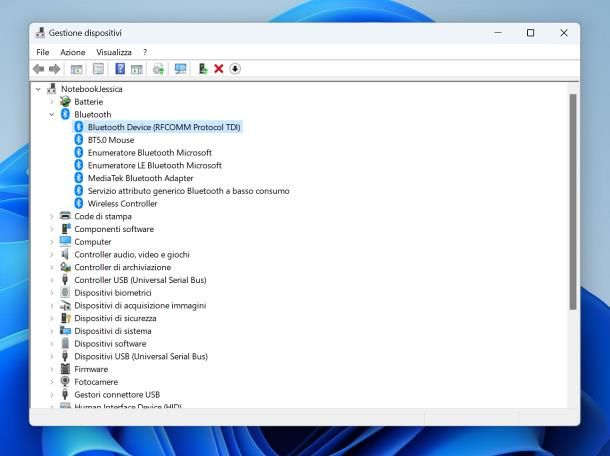 Gestione dispositivi
File Azione Visualizza ?
NotebookJessica
Batterie
Bluetooth
Bluetooth Device (RFCOMM Protocol TDI)
BT5.0 Mouse
Enumeratore Bluetooth Microsoft
Enumeratore LE Bluetooth Microsoft
MediaTek Bluetooth Adapter
Servizio attributo generico Bluetooth a basso consumo
Wireless Controller
Code di stampa
Componenti software
Computer
Controller audio, video e giochi
Controller di archiviazione
Controller USB (Universal Serial Bus)
Dispositivi biometrici
Dispositivi di acquisizione immagini
Dispositivi di sicurezza
Dispositivi di sistema
Dispositivi software
Dispositivi USB (Universal Serial Bus)
Firmware
Fotocamere
Gestori connettore USB
Human Interface Device (HID)